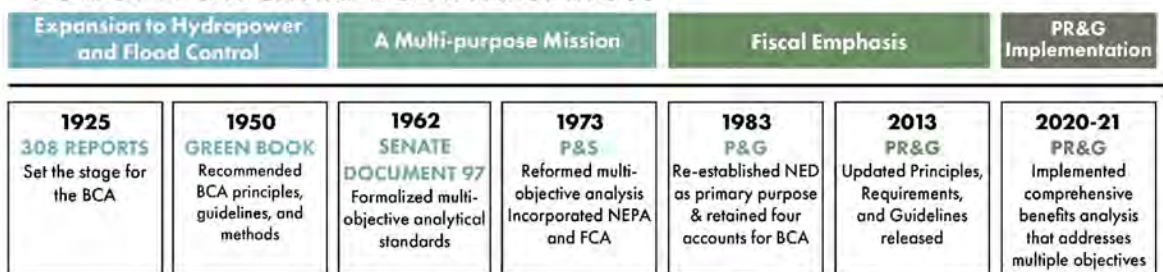 Expansion to Hydropower
and Flood Control
A Multi-purpose Mission
Fiscal Emphasis
PR&G
Implementation
1925
308 REPORTS
Set the stage for
the BCA
1950
GREEN BOOK
Recommended
BCA principles,
guidelines, and
methods
1962
SENATE
DOCUMENT 97
Formalized multi-
objective analytical
standards
1973
P&S
Reformed multi-
objective analysis
Incorporated NEPA
and FCA
1983
P&G
Re-established NED
as primary purpose
& retained four
accounts for BCA
2013
PR&G
Updated Principles,
Requirements,
and Guidelines
released
2020-21
PR&G
Implemented
comprehensive
benefits analysis
that addresses
multiple objectives